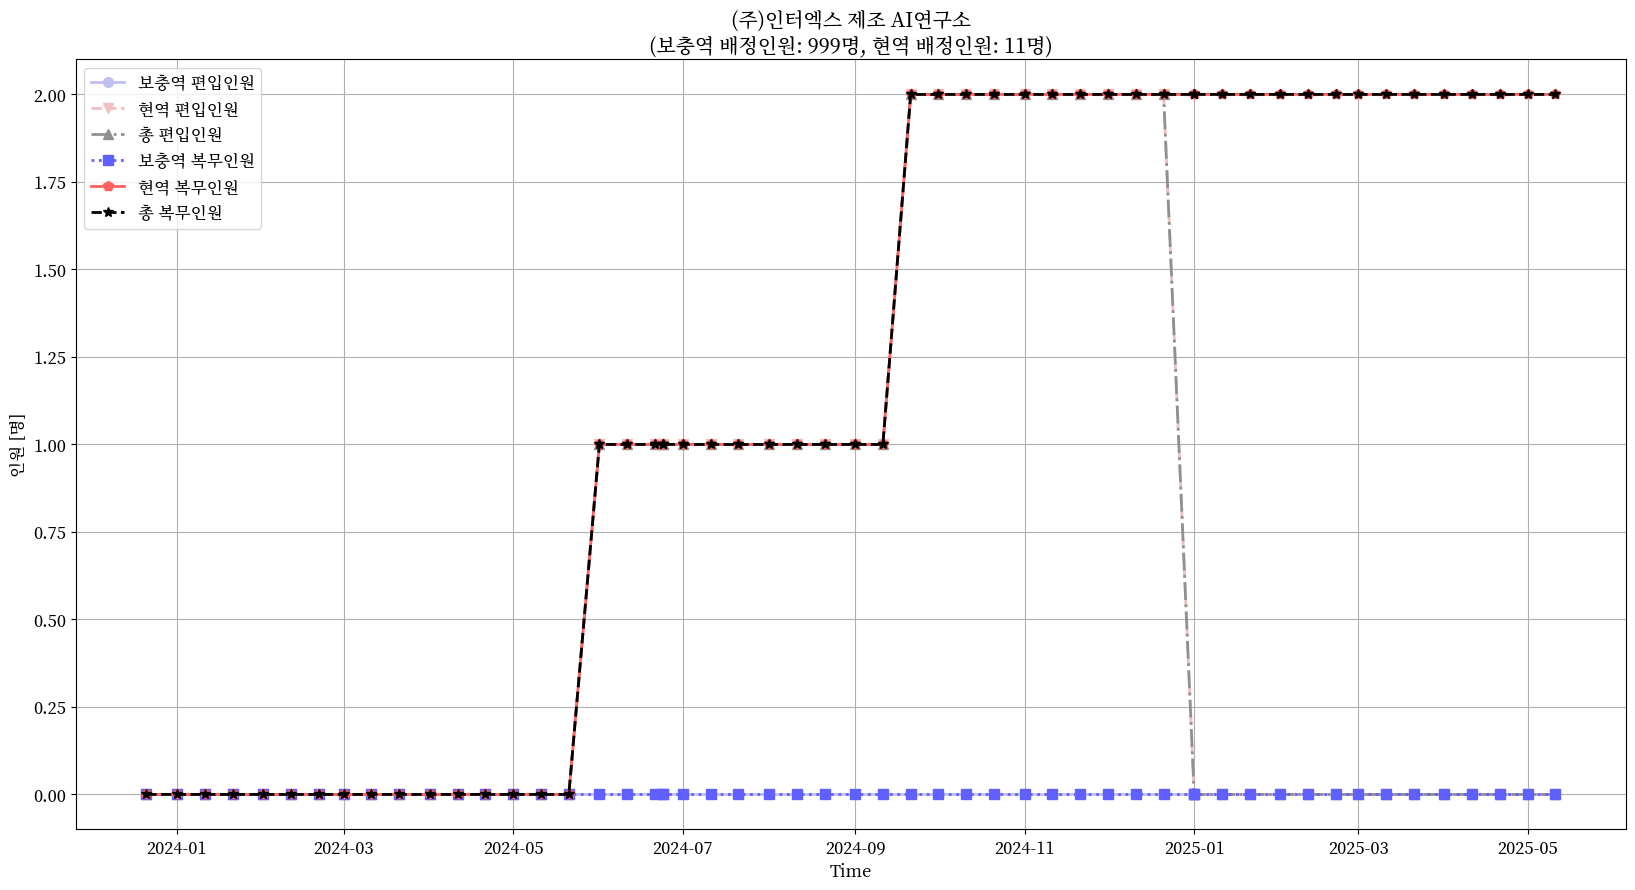 (주)인터엑스 제조 AI연구소
(보충역 배정인원: 999명, 현역 배정인원: 11명)
보충역 편입인원
현역 편입인원
총 편입인원
보충역 복무인원
현역 복무인원
총 복무인원
2.00
1.75
1.50
1.25
1.00
0.75
0.50
0.25
0.00
인원 [명]
2024-01 2024-03 2024-05 2024-07 2024-09 2024-11 2025-01 2025-03 2025-05
Time